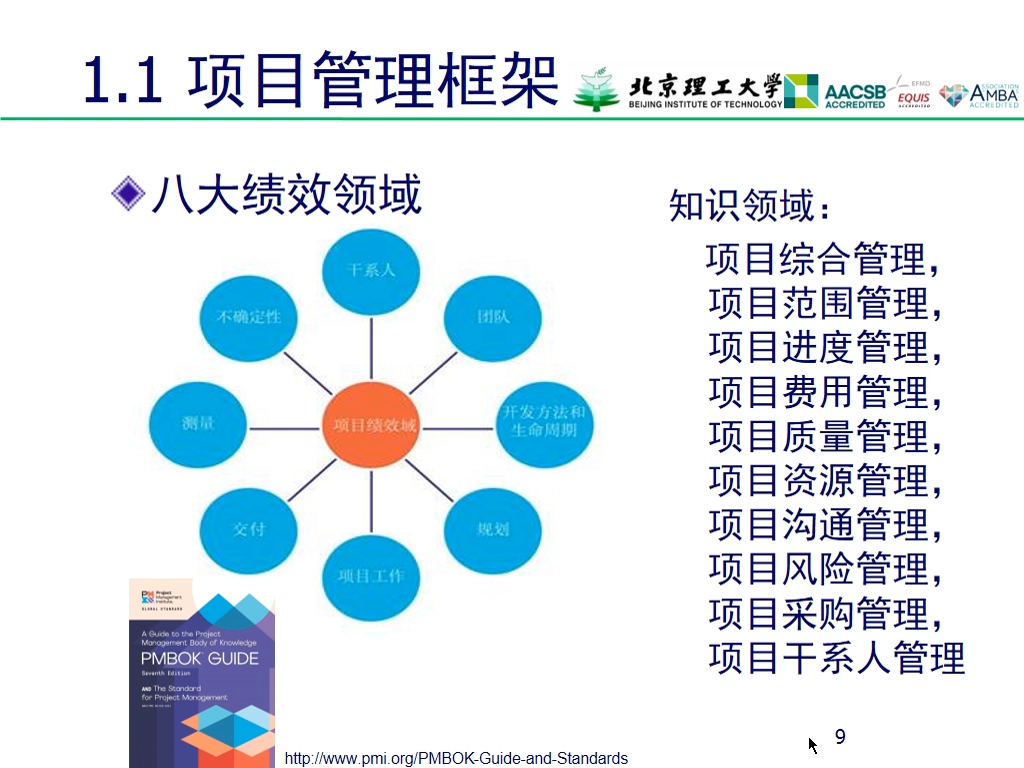 1.1 项目管理框架
北京理工大学
BEIJING INSTITUTE OF TECHNOLOGY
AACSB
ACCREDITED
EFMD
EQUIS
ACCREDITED
ASSOCIATION
AMBA
ACCREDITED
八大绩效领域
干系人
不确定性
团队
测量
项目绩效域
开发方法和
生命周期
交付
规划
项目工作
知识领域：
项目综合管理，
项目范围管理，
项目进度管理，
项目费用管理，
项目质量管理，
项目资源管理，
项目沟通管理，
项目风险管理，
项目采购管理，
项目干系人管理
Project
Management
Institute.
GLOBAL STANDARD
A Guide to the Project
Management Body of Knowledge
PMBOK GUIDE
Seventh Edition
AND The Standard
for Project Management
http://www.pmi.org/PMBOK-Guide-and-Standards
9